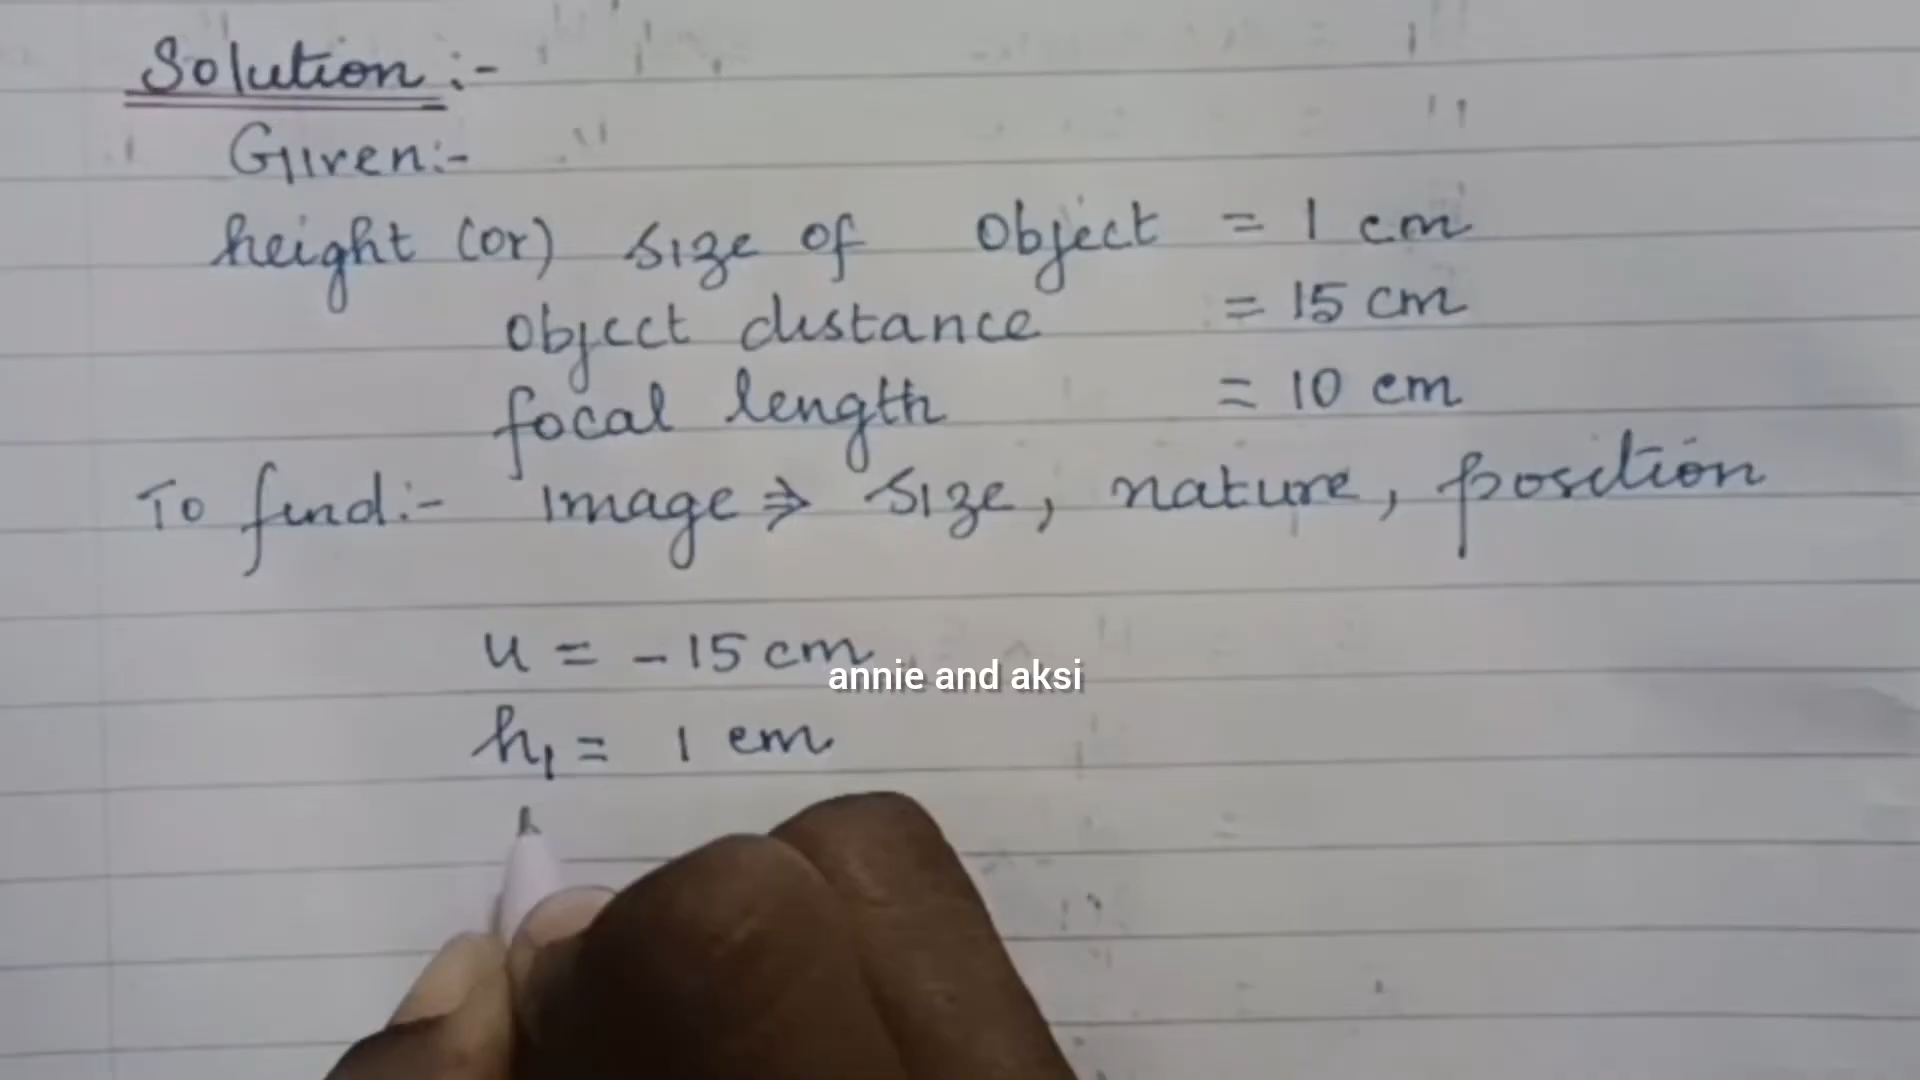 Solution :-
Given:-
height (or) size of object = 1 cm
object distance = 15 cm
focal length = 10 cm
To find:- image ⇒ size, nature, position
u = -15 cm
annie and aksi
h₁ = 1 cm